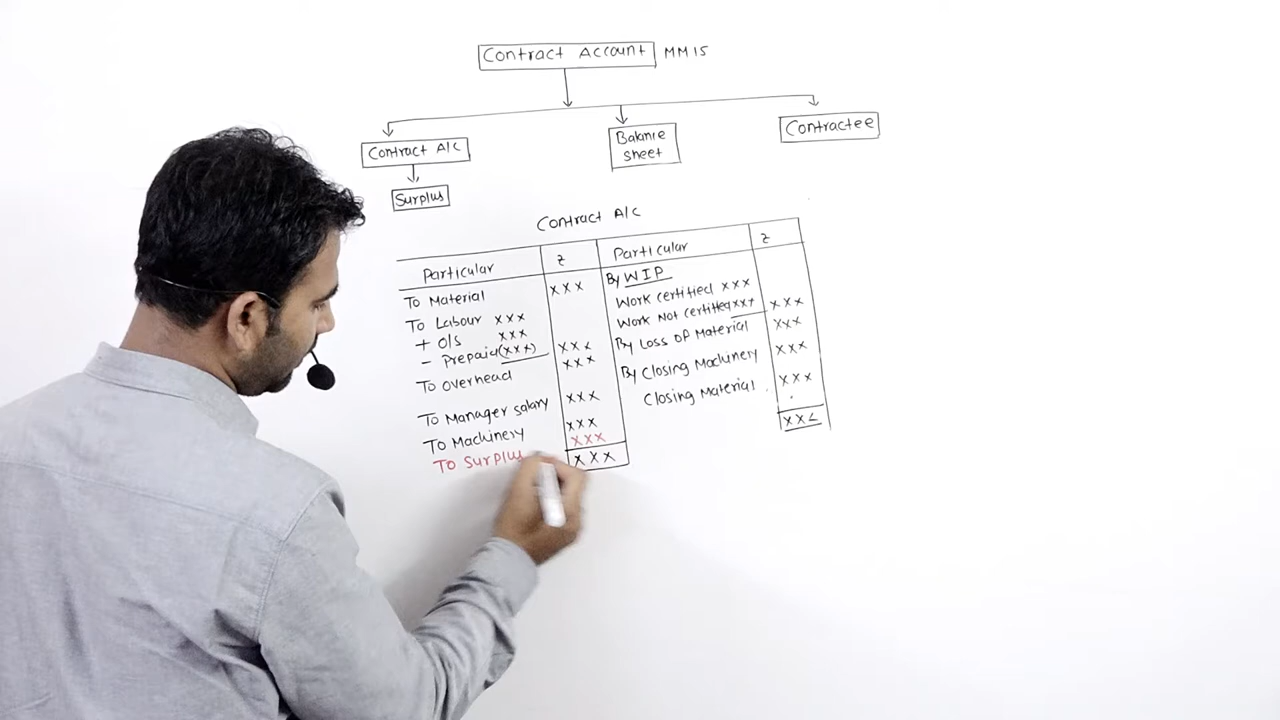 Contract Account MM15
Contract A/C
Balance
sheet
Contractee
Surplus
Contract A/C
Particular z Particular z
To Material xxx
To Labour xxx
+ O/S xxx
- Prepaid (xxx) xxx
To overhead xxx
To Manager salary xxx
To Machinery xxx
To Surplus xxx
xxx
By WIP
Work certified xxx
Work Not certified xxx xxx
By Loss of Material xxx
By Closing Machinery xxx
Closing Material xxx
xxx